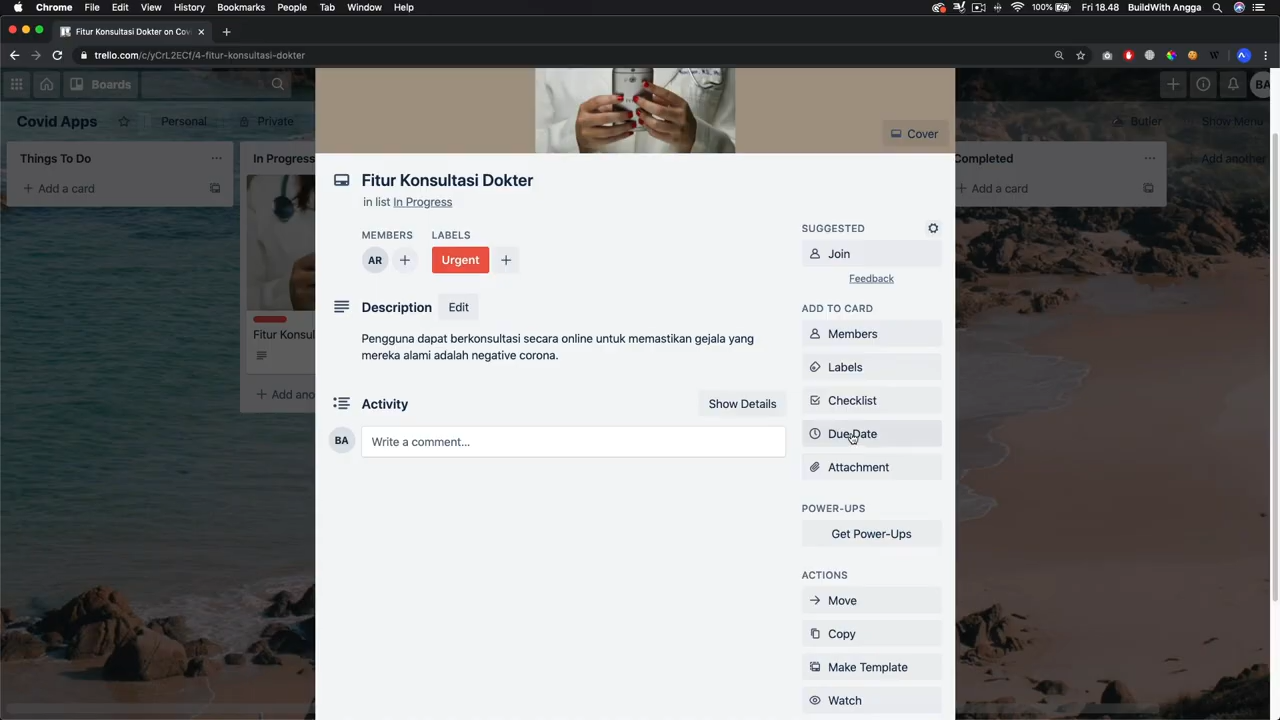 Chrome File Edit View History Bookmarks People Tab Window Help 100% Fri 18.48 BuildWith Angga
Fitur Konsultasi Dokter on Covi
trello.com/c/yCrL2ECf/4-fitur-konsultasi-dokter
Boards BA
Covid Apps Personal Private Butler Show Menu
Cover
Things To Do In Progress Completed Add another
Add a card Add a card
Fitur Konsul
Add ano
Fitur Konsultasi Dokter
in list In Progress
MEMBERS LABELS
AR Urgent
Description Edit
Pengguna dapat berkonsultasi secara online untuk memastikan gejala yang
mereka alami adalah negative corona.
Activity Show Details
BA Write a comment...
SUGGESTED
Join
Feedback
ADD TO CARD
Members
Labels
Checklist
Due Date
Attachment
POWER-UPS
Get Power-Ups
ACTIONS
Move
Copy
Make Template
Watch